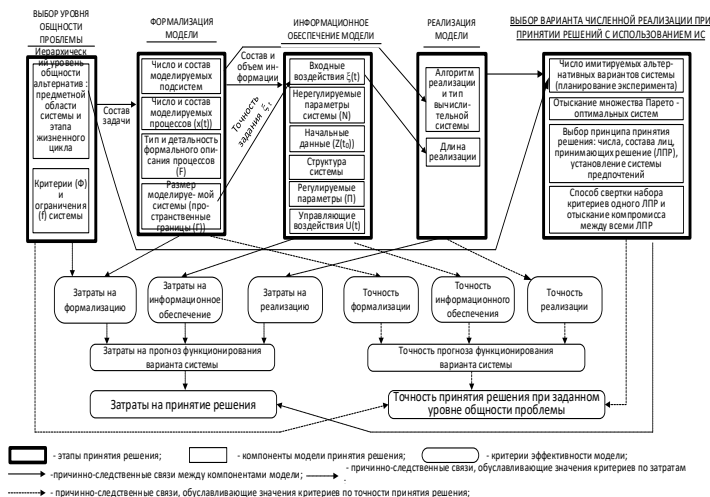 ВЫБОР УРОВНЯ
ОБЩНОСТИ
ПРОБЛЕМЫ
Иерархическ
ий уровень
общности
альтернатив :
предметной
области
системы и
этапа
жизненного
цикла
Критерии (Ф)
и
ограничения
(f) системы
Состав
задачи
ФОРМАЛИЗАЦИЯ
МОДЕЛИ
Число и состав
моделируемых
подсистем
Число и состав
моделируемых
процессов (x(t))
Тип и детальность
формального опи-
сания процессов
(F)
Размер
моделируе-мой
системы (про-
странственные
границы (Г))
Состав и
объем ин-
формации
Точность
задания ξ t
ИНФОРМАЦИОННОЕ
ОБЕСПЕЧЕНИЕ МОДЕЛИ
Входные
воздействия ξ(t)
Нерегулируемые
параметры
системы (N)
Начальные
данные (Z(t₀))
Структура
системы
Регулируемые
параметры (П)
Управляющие
воздействия U(t)
РЕАЛИЗАЦИЯ
МОДЕЛИ
Алгоритм
реализации
и тип
вычисли-
тельной
системы
Длина
реализации
ВЫБОР ВАРИАНТА ЧИСЛЕННОЙ РЕАЛИЗАЦИИ ПРИ
ПРИНЯТИИ РЕШЕНИЙ С ИСПОЛЬЗОВАНИЕМ ИС
Число имитируемых альтер-
нативных вариантов системы
(планирование эксперимента)
Отыскание множества Парето -
оптимальных систем
Выбор принципа принятия
решения: числа, состава лиц,
принимающих решение (ЛПР),
установление системы
предпочтений
Способ свертки набора
критериев одного ЛПР и
отыскание компромисса
между всеми ЛПР
Затраты на
формализацию
Затраты на
информационное
обеспечение
Затраты на
реализацию
Точность
формализации
Точность
информационного
обеспечения
Точность
реализации
Затраты на прогноз функционирования
варианта системы
Точность прогноза функционирования
варианта системы
Затраты на принятие решения
Точность принятия решения при заданном
уровне общности проблемы
- этапы принятия решения;
- компоненты модели принятия решения;
- критерии эффективности модели;
-причинно-следственные связи между компонентами модели;
- причинно-следственные связи, обуславливающие значения критериев по затратам
.
- причинно-следственные связи, обуславливающие значения критериев по точности принятия решения;